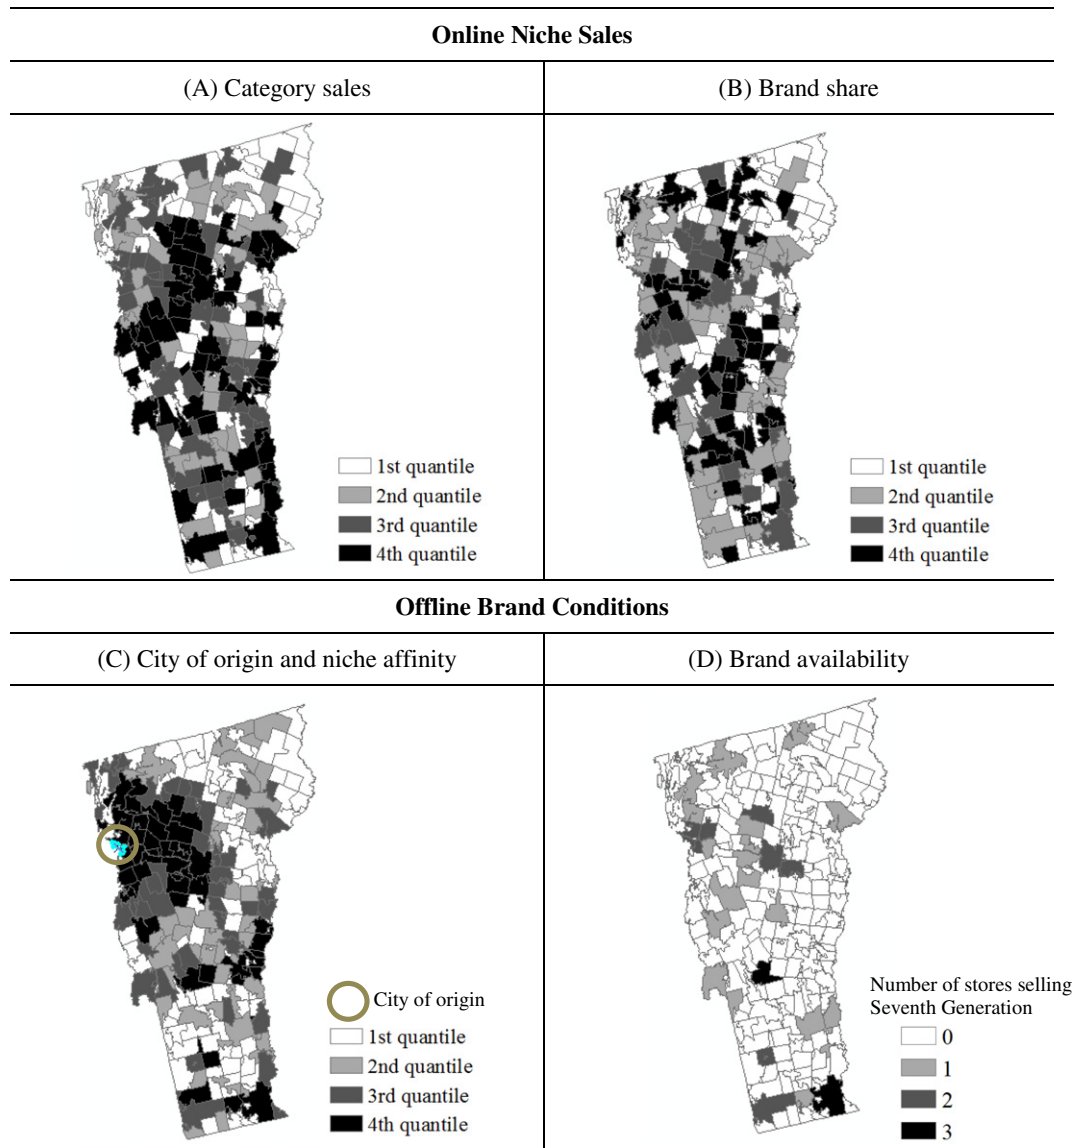 Online Niche Sales
(A) Category sales
(B) Brand share
1st quantile
2nd quantile
3rd quantile
4th quantile
1st quantile
2nd quantile
3rd quantile
4th quantile
Offline Brand Conditions
(C) City of origin and niche affinity
(D) Brand availability
City of origin
1st quantile
2nd quantile
3rd quantile
4th quantile
Number of stores selling
Seventh Generation
0
1
2
3